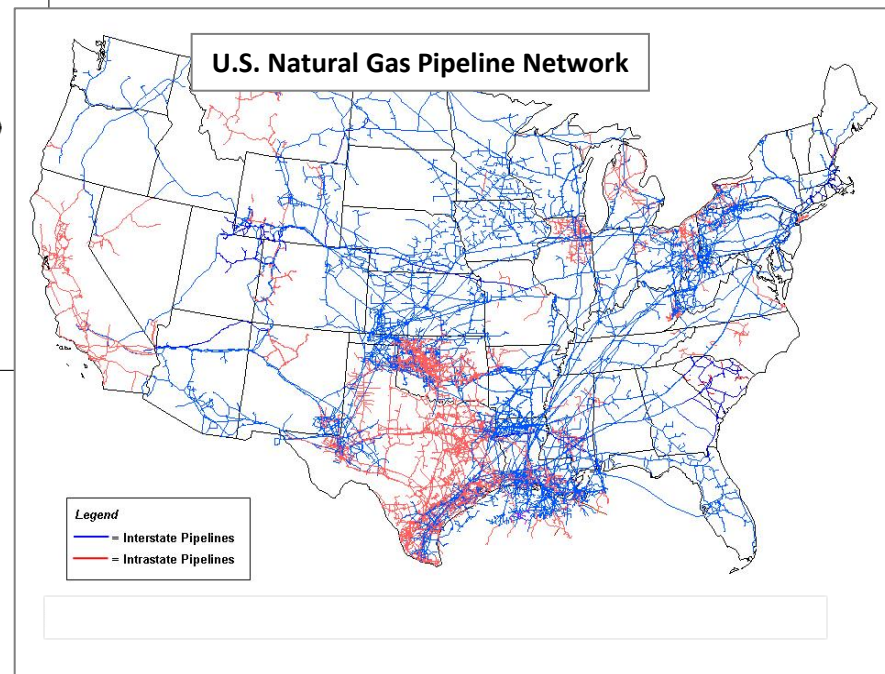 U.S. Natural Gas Pipeline Network
Legend
= Interstate Pipelines
= Intrastate Pipelines